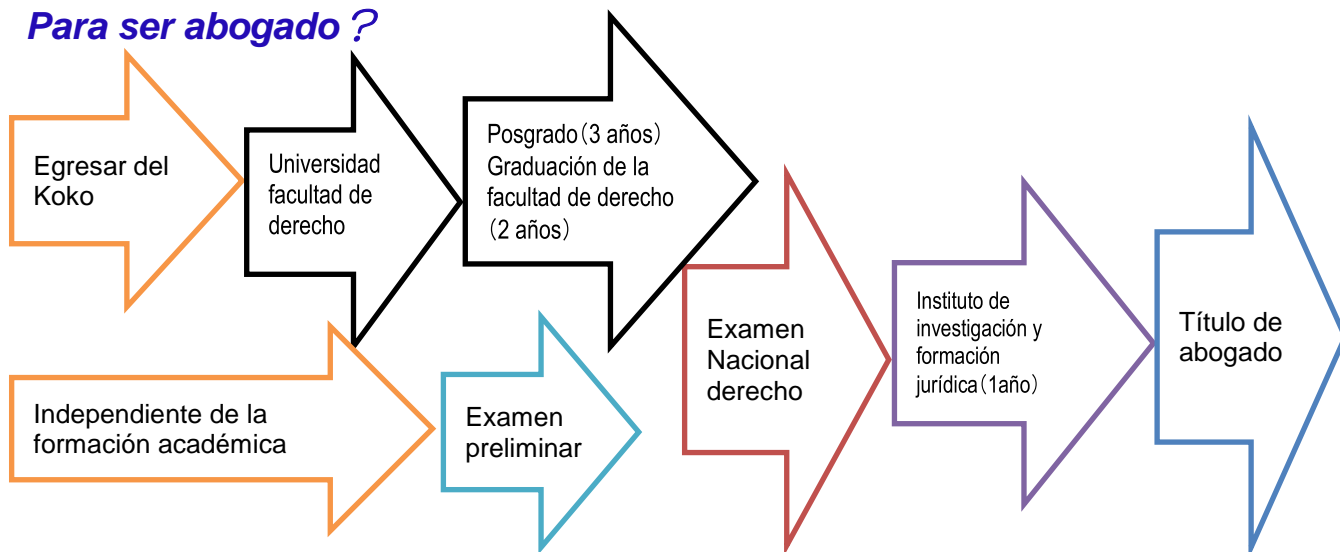 Para ser abogado？
Egresar del
Koko
Universidad
facultad de
derecho
Posgrado（3 años）
Graduación de la
facultad de derecho
（2 años）
Independiente de la
formación académica
Examen
preliminar
Examen
Nacional
derecho
Instituto de
investigación y
formación
jurídica（1año）
Título de
abogado